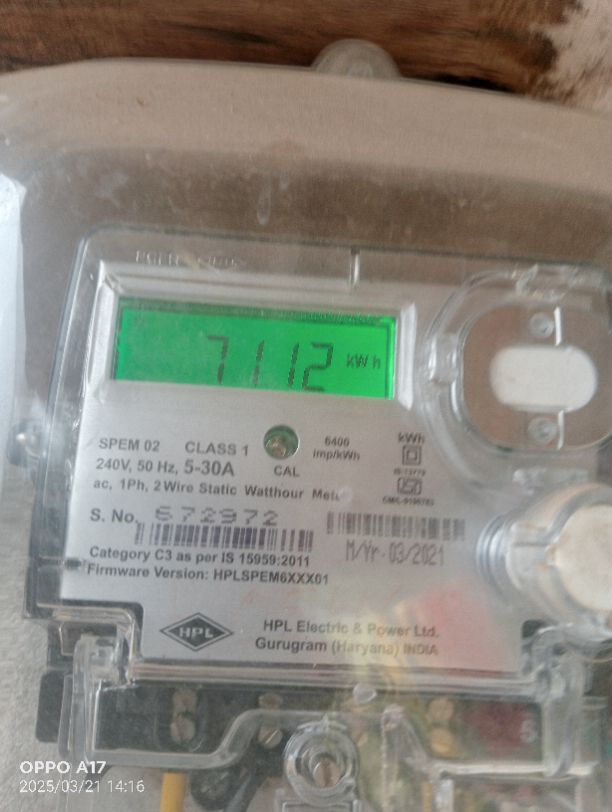 7112 kWh
SPEM 02 CLASS 1 6400 imp/kWh kWh
240V, 50 Hz, 5-30A CAL
ac, 1Ph, 2 Wire Static Watthour
S. No. 672972
Category C3 as per IS 15959:2011
M/Yr-03/2021
Firmware Version: HPLSPEM6XXX01
HPL
HPL Electric & Power Ltd.
Gurugram (Haryana) INDIA
OPPO A17
2025/03/21 14:16